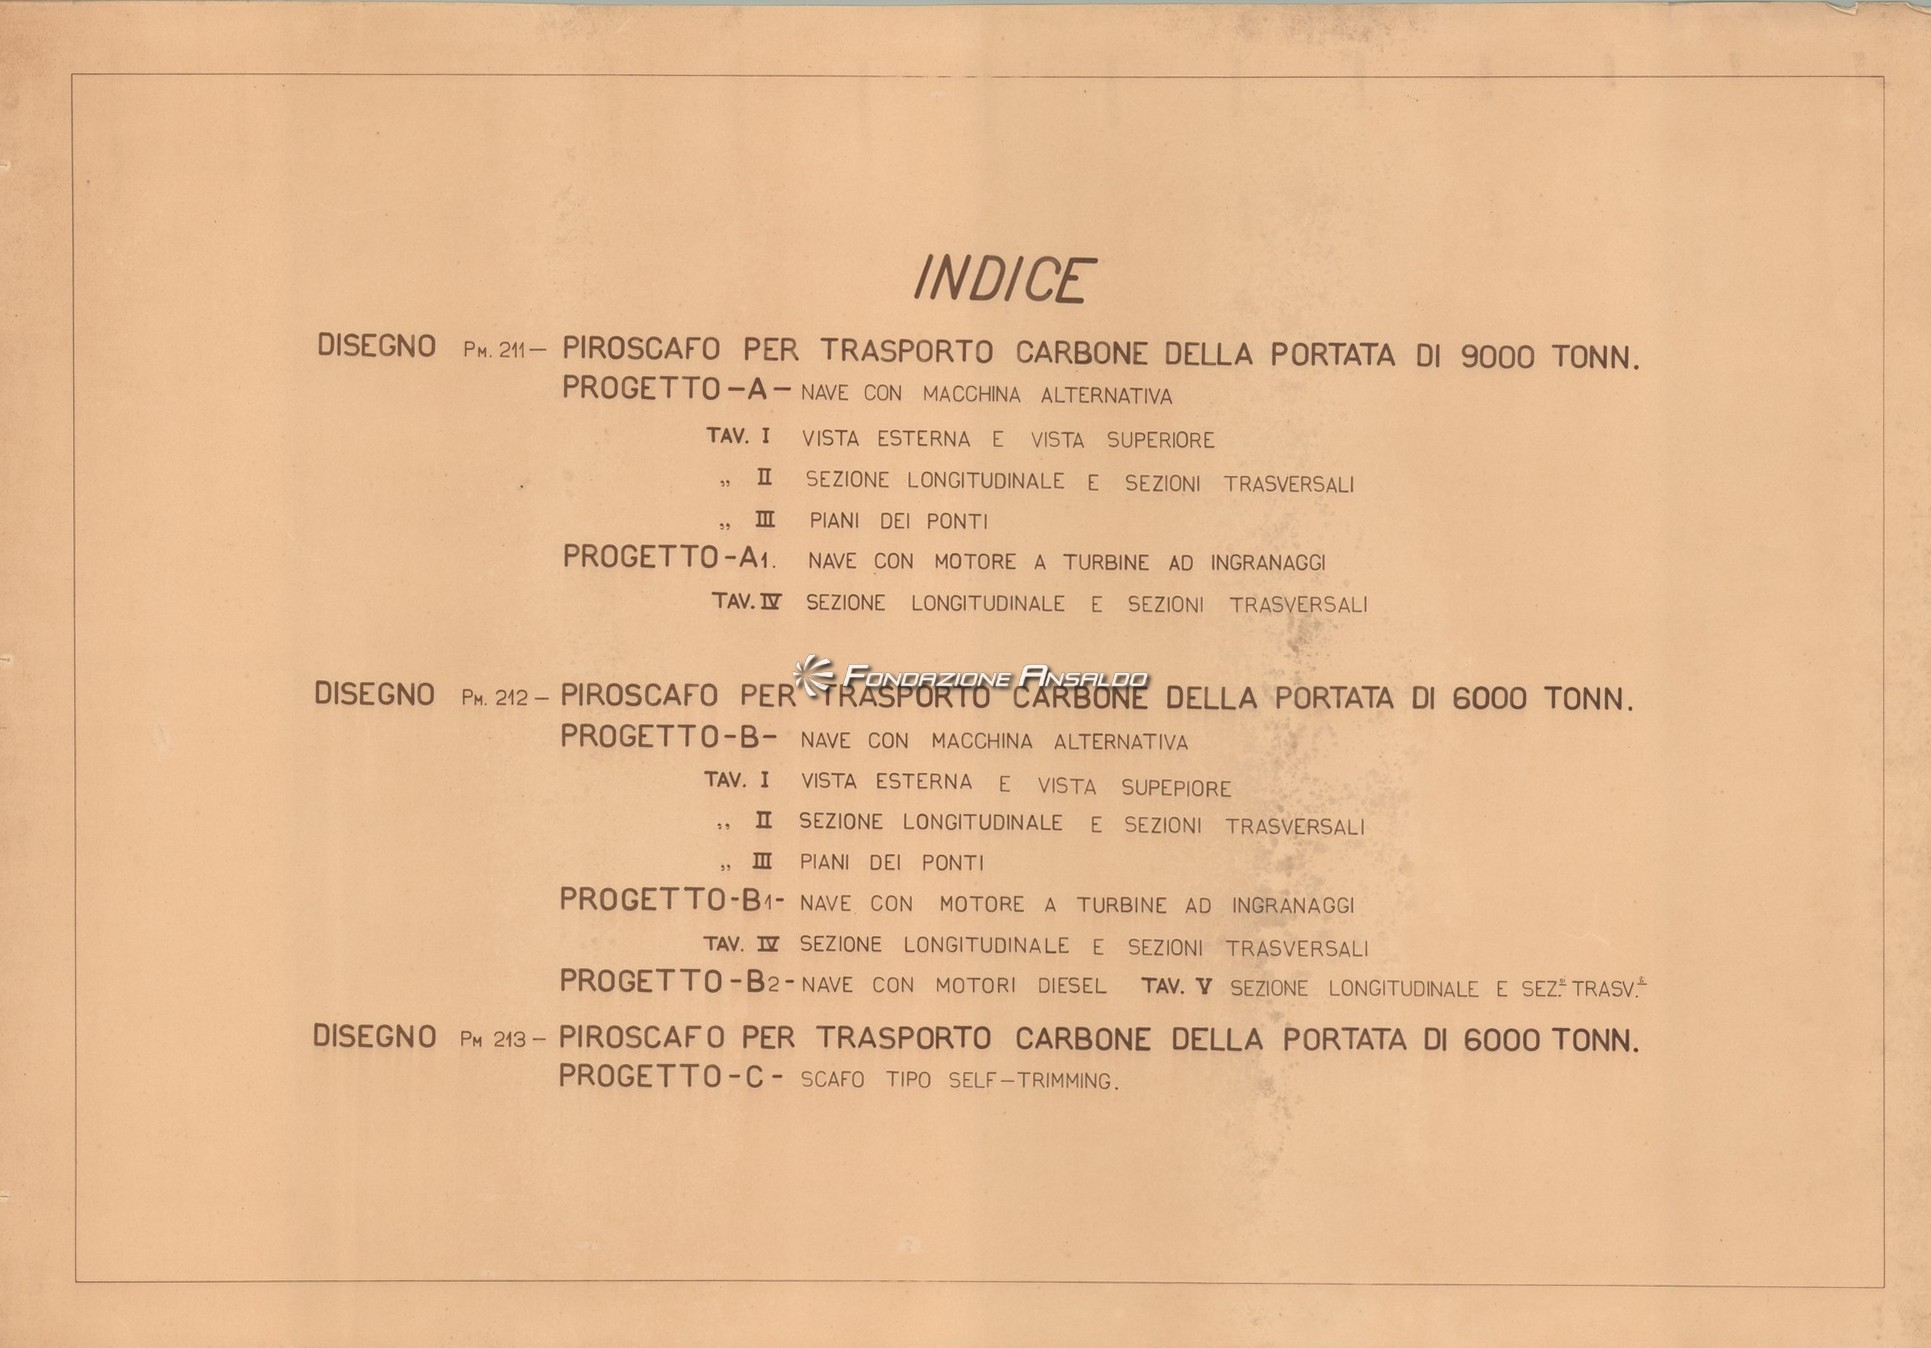 INDICE
DISEGNO PM. 211 – PIROSCAFO PER TRASPORTO CARBONE DELLA PORTATA DI 9000 TONN.
PROGETTO – A – NAVE CON MACCHINA ALTERNATIVA
TAV. I VISTA ESTERNA E VISTA SUPERIORE
„ II SEZIONE LONGITUDINALE E SEZIONI TRASVERSALI
„ III PIANI DEI PONTI
PROGETTO – A1. NAVE CON MOTORE A TURBINE AD INGRANAGGI
TAV. IV SEZIONE LONGITUDINALE E SEZIONI TRASVERSALI
FONDAZIONE ANSALDO
DISEGNO PM. 212 – PIROSCAFO PER TRASPORTO CARBONE DELLA PORTATA DI 6000 TONN.
PROGETTO – B – NAVE CON MACCHINA ALTERNATIVA
TAV. I VISTA ESTERNA E VISTA SUPEPIORE
„ II SEZIONE LONGITUDINALE E SEZIONI TRASVERSALI
„ III PIANI DEI PONTI
PROGETTO - B1 - NAVE CON MOTORE A TURBINE AD INGRANAGGI
TAV. IV SEZIONE LONGITUDINALE E SEZIONI TRASVERSALI
PROGETTO - B2 - NAVE CON MOTORI DIESEL TAV. V SEZIONE LONGITUDINALE E SEZ. TRASV.
DISEGNO PM 213 – PIROSCAFO PER TRASPORTO CARBONE DELLA PORTATA DI 6000 TONN.
PROGETTO - C - SCAFO TIPO SELF – TRIMMING.